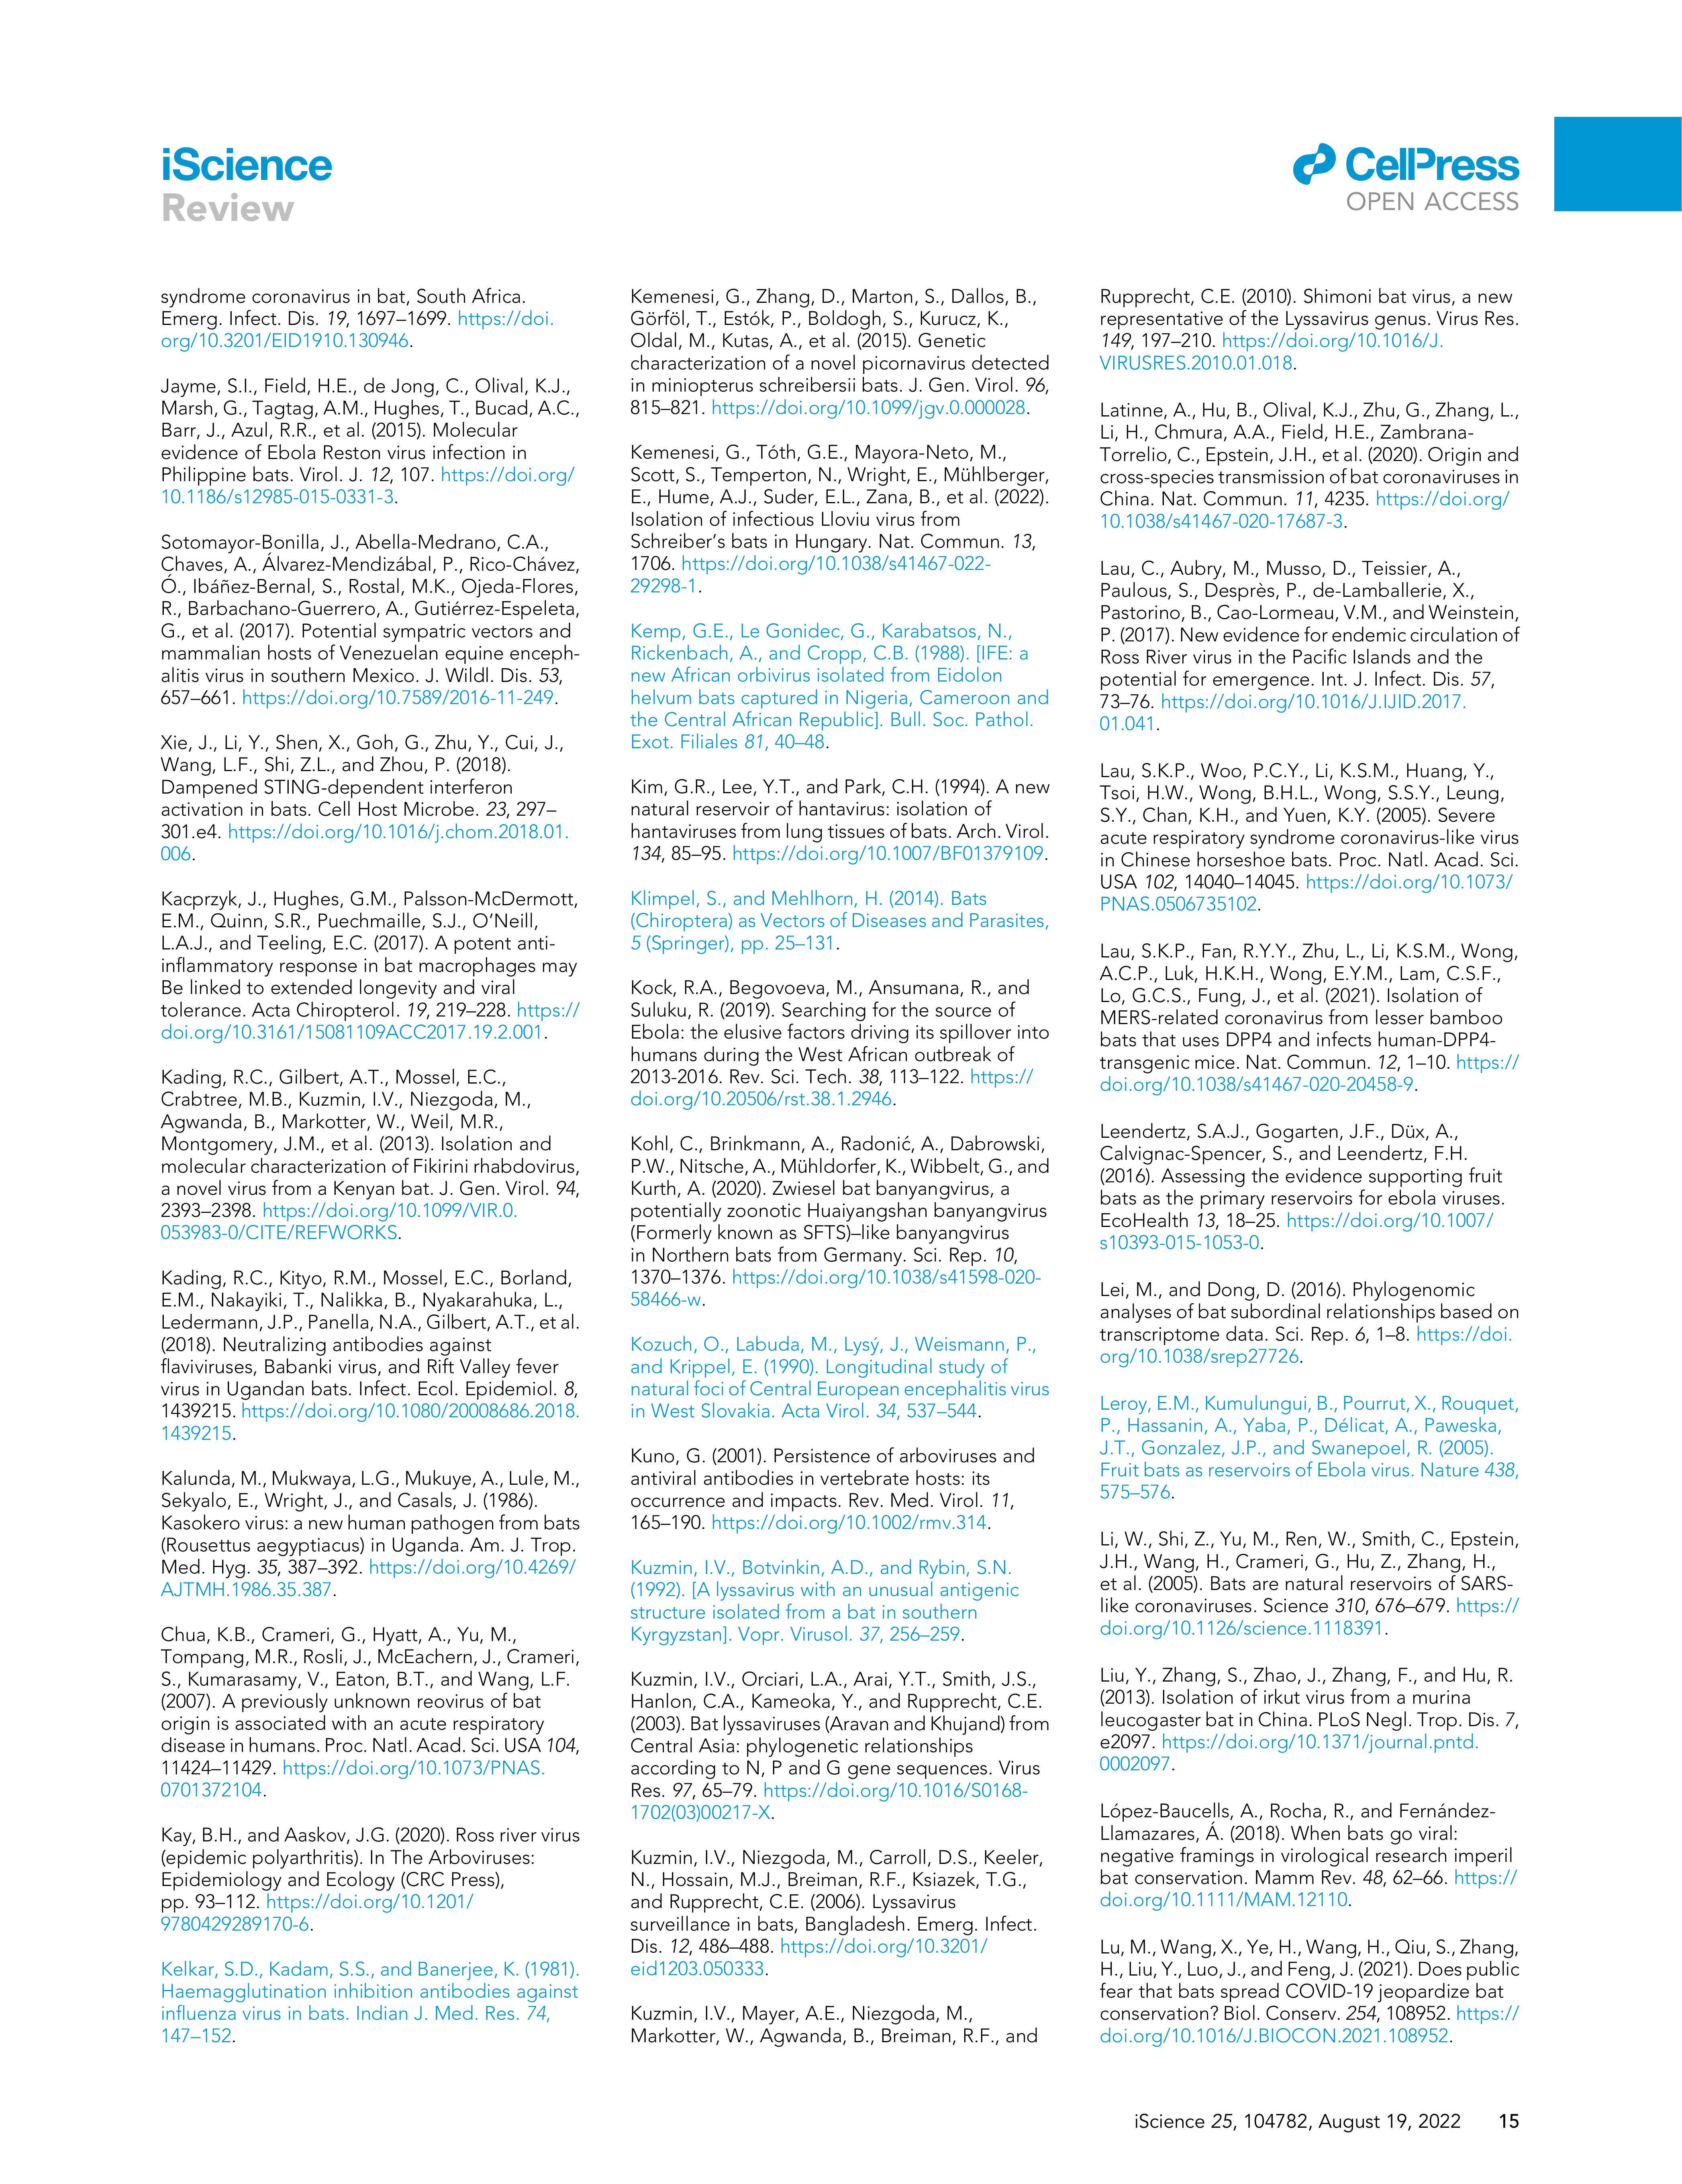 iScience
Review
CellPress
OPEN ACCESS
syndrome coronavirus in bat, South Africa.
Emerg. Infect. Dis. 19, 1697–1699. https://doi.
org/10.3201/EID1910.130946.
Jayme, S.I., Field, H.E., de Jong, C., Olival, K.J.,
Marsh, G., Tagtag, A.M., Hughes, T., Bucad, A.C.,
Barr, J., Azul, R.R., et al. (2015). Molecular
evidence of Ebola Reston virus infection in
Philippine bats. Virol. J. 12, 107. https://doi.org/
10.1186/s12985-015-0331-3.
Sotomayor-Bonilla, J., Abella-Medrano, C.A.,
Chaves, A., Álvarez-Mendizábal, P., Rico-Chávez,
Ó., Ibáñez-Bernal, S., Rostal, M.K., Ojeda-Flores,
R., Barbachano-Guerrero, A., Gutiérrez-Espeleta,
G., et al. (2017). Potential sympatric vectors and
mammalian hosts of Venezuelan equine enceph-
alitis virus in southern Mexico. J. Wildl. Dis. 53,
657–661. https://doi.org/10.7589/2016-11-249.
Xie, J., Li, Y., Shen, X., Goh, G., Zhu, Y., Cui, J.,
Wang, L.F., Shi, Z.L., and Zhou, P. (2018).
Dampened STING-dependent interferon
activation in bats. Cell Host Microbe. 23, 297–
301.e4. https://doi.org/10.1016/j.chom.2018.01.
006.
Kacprzyk, J., Hughes, G.M., Palsson-McDermott,
E.M., Quinn, S.R., Puechmaille, S.J., O’Neill,
L.A.J., and Teeling, E.C. (2017). A potent anti-
inflammatory response in bat macrophages may
Be linked to extended longevity and viral
tolerance. Acta Chiropterol. 19, 219–228. https://
doi.org/10.3161/15081109ACC2017.19.2.001.
Kading, R.C., Gilbert, A.T., Mossel, E.C.,
Crabtree, M.B., Kuzmin, I.V., Niezgoda, M.,
Agwanda, B., Markotter, W., Weil, M.R.,
Montgomery, J.M., et al. (2013). Isolation and
molecular characterization of Fikirini rhabdovirus,
a novel virus from a Kenyan bat. J. Gen. Virol. 94,
2393–2398. https://doi.org/10.1099/VIR.0.
053983-0/CITE/REFWORKS.
Kading, R.C., Kityo, R.M., Mossel, E.C., Borland,
E.M., Nakayiki, T., Nalikka, B., Nyakarahuka, L.,
Ledermann, J.P., Panella, N.A., Gilbert, A.T., et al.
(2018). Neutralizing antibodies against
flaviviruses, Babanki virus, and Rift Valley fever
virus in Ugandan bats. Infect. Ecol. Epidemiol. 8,
1439215. https://doi.org/10.1080/20008686.2018.
1439215.
Kalunda, M., Mukwaya, L.G., Mukuye, A., Lule, M.,
Sekyalo, E., Wright, J., and Casals, J. (1986).
Kasokero virus: a new human pathogen from bats
(Rousettus aegyptiacus) in Uganda. Am. J. Trop.
Med. Hyg. 35, 387–392. https://doi.org/10.4269/
AJTMH.1986.35.387.
Chua, K.B., Crameri, G., Hyatt, A., Yu, M.,
Tompang, M.R., Rosli, J., McEachern, J., Crameri,
S., Kumarasamy, V., Eaton, B.T., and Wang, L.F.
(2007). A previously unknown reovirus of bat
origin is associated with an acute respiratory
disease in humans. Proc. Natl. Acad. Sci. USA 104,
11424–11429. https://doi.org/10.1073/PNAS.
0701372104.
Kay, B.H., and Aaskov, J.G. (2020). Ross river virus
(epidemic polyarthritis). In The Arboviruses:
Epidemiology and Ecology (CRC Press),
pp. 93–112. https://doi.org/10.1201/
9780429289170-6.
Kelkar, S.D., Kadam, S.S., and Banerjee, K. (1981).
Haemagglutination inhibition antibodies against
influenza virus in bats. Indian J. Med. Res. 74,
147–152.
Kemenesi, G., Zhang, D., Marton, S., Dallos, B.,
Görföl, T., Estók, P., Boldogh, S., Kurucz, K.,
Oldal, M., Kutas, A., et al. (2015). Genetic
characterization of a novel picornavirus detected
in miniopterus schreibersii bats. J. Gen. Virol. 96,
815–821. https://doi.org/10.1099/jgv.0.000028.
Kemenesi, G., Tóth, G.E., Mayora-Neto, M.,
Scott, S., Temperton, N., Wright, E., Mühlberger,
E., Hume, A.J., Suder, E.L., Zana, B., et al. (2022).
Isolation of infectious Lloviu virus from
Schreiber’s bats in Hungary. Nat. Commun. 13,
1706. https://doi.org/10.1038/s41467-022-
29298-1.
Kemp, G.E., Le Gonidec, G., Karabatsos, N.,
Rickenbach, A., and Cropp, C.B. (1988). [IFE: a
new African orbivirus isolated from Eidolon
helvum bats captured in Nigeria, Cameroon and
the Central African Republic]. Bull. Soc. Pathol.
Exot. Filiales 81, 40–48.
Kim, G.R., Lee, Y.T., and Park, C.H. (1994). A new
natural reservoir of hantavirus: isolation of
hantaviruses from lung tissues of bats. Arch. Virol.
134, 85–95. https://doi.org/10.1007/BF01379109.
Klimpel, S., and Mehlhorn, H. (2014). Bats
(Chiroptera) as Vectors of Diseases and Parasites,
5 (Springer), pp. 25–131.
Kock, R.A., Begovoeva, M., Ansumana, R., and
Suluku, R. (2019). Searching for the source of
Ebola: the elusive factors driving its spillover into
humans during the West African outbreak of
2013-2016. Rev. Sci. Tech. 38, 113–122. https://
doi.org/10.20506/rst.38.1.2946.
Kohl, C., Brinkmann, A., Radonić, A., Dabrowski,
P.W., Nitsche, A., Mühldorfer, K., Wibbelt, G., and
Kurth, A. (2020). Zwiesel bat banyangvirus, a
potentially zoonotic Huaiyangshan banyangvirus
(Formerly known as SFTS)–like banyangvirus
in Northern bats from Germany. Sci. Rep. 10,
1370–1376. https://doi.org/10.1038/s41598-020-
58466-w.
Kozuch, O., Labuda, M., Lysý, J., Weismann, P.,
and Krippel, E. (1990). Longitudinal study of
natural foci of Central European encephalitis virus
in West Slovakia. Acta Virol. 34, 537–544.
Kuno, G. (2001). Persistence of arboviruses and
antiviral antibodies in vertebrate hosts: its
occurrence and impacts. Rev. Med. Virol. 11,
165–190. https://doi.org/10.1002/rmv.314.
Kuzmin, I.V., Botvinkin, A.D., and Rybin, S.N.
(1992). [A lyssavirus with an unusual antigenic
structure isolated from a bat in southern
Kyrgyzstan]. Vopr. Virusol. 37, 256–259.
Kuzmin, I.V., Orciari, L.A., Arai, Y.T., Smith, J.S.,
Hanlon, C.A., Kameoka, Y., and Rupprecht, C.E.
(2003). Bat lyssaviruses (Aravan and Khujand) from
Central Asia: phylogenetic relationships
according to N, P and G gene sequences. Virus
Res. 97, 65–79. https://doi.org/10.1016/S0168-
1702(03)00217-X.
Kuzmin, I.V., Niezgoda, M., Carroll, D.S., Keeler,
N., Hossain, M.J., Breiman, R.F., Ksiazek, T.G.,
and Rupprecht, C.E. (2006). Lyssavirus
surveillance in bats, Bangladesh. Emerg. Infect.
Dis. 12, 486–488. https://doi.org/10.3201/
eid1203.050333.
Kuzmin, I.V., Mayer, A.E., Niezgoda, M.,
Markotter, W., Agwanda, B., Breiman, R.F., and
Rupprecht, C.E. (2010). Shimoni bat virus, a new
representative of the Lyssavirus genus. Virus Res.
149, 197–210. https://doi.org/10.1016/J.
VIRUSRES.2010.01.018.
Latinne, A., Hu, B., Olival, K.J., Zhu, G., Zhang, L.,
Li, H., Chmura, A.A., Field, H.E., Zambrana-
Torrelio, C., Epstein, J.H., et al. (2020). Origin and
cross-species transmission of bat coronaviruses in
China. Nat. Commun. 11, 4235. https://doi.org/
10.1038/s41467-020-17687-3.
Lau, C., Aubry, M., Musso, D., Teissier, A.,
Paulous, S., Desprès, P., de-Lamballerie, X.,
Pastorino, B., Cao-Lormeau, V.M., and Weinstein,
P. (2017). New evidence for endemic circulation of
Ross River virus in the Pacific Islands and the
potential for emergence. Int. J. Infect. Dis. 57,
73–76. https://doi.org/10.1016/J.IJID.2017.
01.041.
Lau, S.K.P., Woo, P.C.Y., Li, K.S.M., Huang, Y.,
Tsoi, H.W., Wong, B.H.L., Wong, S.S.Y., Leung,
S.Y., Chan, K.H., and Yuen, K.Y. (2005). Severe
acute respiratory syndrome coronavirus-like virus
in Chinese horseshoe bats. Proc. Natl. Acad. Sci.
USA 102, 14040–14045. https://doi.org/10.1073/
PNAS.0506735102.
Lau, S.K.P., Fan, R.Y.Y., Zhu, L., Li, K.S.M., Wong,
A.C.P., Luk, H.K.H., Wong, E.Y.M., Lam, C.S.F.,
Lo, G.C.S., Fung, J., et al. (2021). Isolation of
MERS-related coronavirus from lesser bamboo
bats that uses DPP4 and infects human-DPP4-
transgenic mice. Nat. Commun. 12, 1–10. https://
doi.org/10.1038/s41467-020-20458-9.
Leendertz, S.A.J., Gogarten, J.F., Düx, A.,
Calvignac-Spencer, S., and Leendertz, F.H.
(2016). Assessing the evidence supporting fruit
bats as the primary reservoirs for ebola viruses.
EcoHealth 13, 18–25. https://doi.org/10.1007/
s10393-015-1053-0.
Lei, M., and Dong, D. (2016). Phylogenomic
analyses of bat subordinal relationships based on
transcriptome data. Sci. Rep. 6, 1–8. https://doi.
org/10.1038/srep27726.
Leroy, E.M., Kumulungui, B., Pourrut, X., Rouquet,
P., Hassanin, A., Yaba, P., Délicat, A., Paweska,
J.T., Gonzalez, J.P., and Swanepoel, R. (2005).
Fruit bats as reservoirs of Ebola virus. Nature 438,
575–576.
Li, W., Shi, Z., Yu, M., Ren, W., Smith, C., Epstein,
J.H., Wang, H., Crameri, G., Hu, Z., Zhang, H.,
et al. (2005). Bats are natural reservoirs of SARS-
like coronaviruses. Science 310, 676–679. https://
doi.org/10.1126/science.1118391.
Liu, Y., Zhang, S., Zhao, J., Zhang, F., and Hu, R.
(2013). Isolation of irkut virus from a murina
leucogaster bat in China. PLoS Negl. Trop. Dis. 7,
e2097. https://doi.org/10.1371/journal.pntd.
0002097.
López-Baucells, A., Rocha, R., and Fernández-
Llamazares, Á. (2018). When bats go viral:
negative framings in virological research imperil
bat conservation. Mamm Rev. 48, 62–66. https://
doi.org/10.1111/MAM.12110.
Lu, M., Wang, X., Ye, H., Wang, H., Qiu, S., Zhang,
H., Liu, Y., Luo, J., and Feng, J. (2021). Does public
fear that bats spread COVID-19 jeopardize bat
conservation? Biol. Conserv. 254, 108952. https://
doi.org/10.1016/J.BIOCON.2021.108952.
iScience 25, 104782, August 19, 2022 15